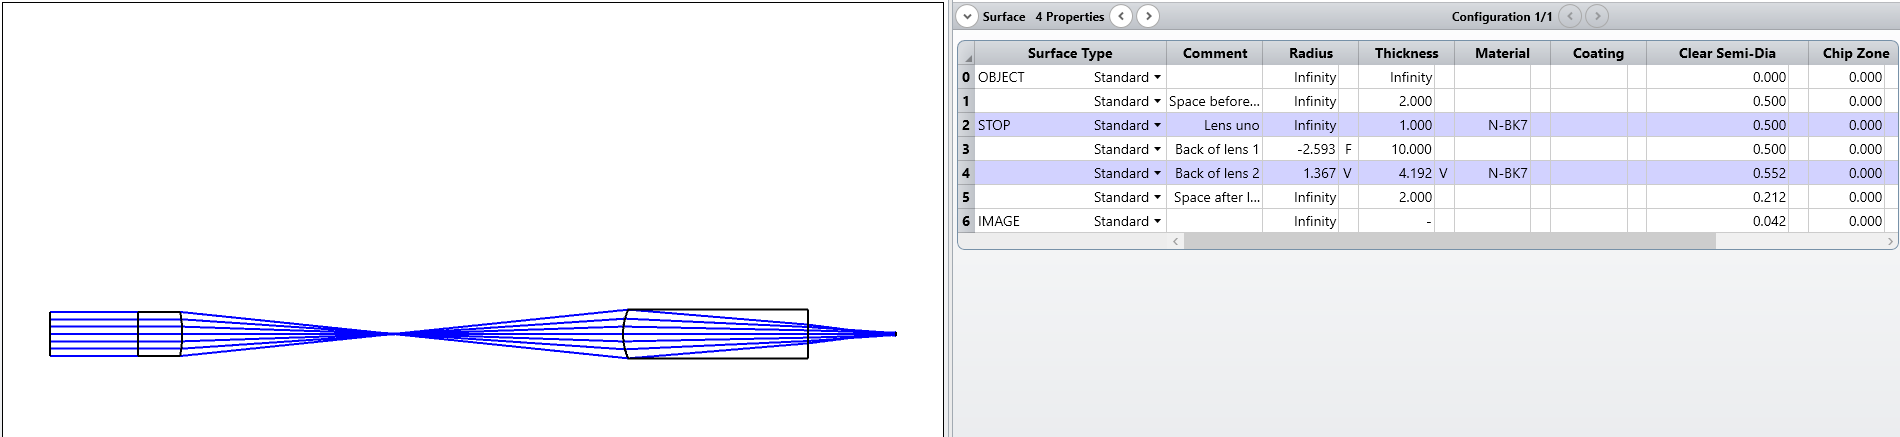 Surface 4 Properties Configuration 1/1
Surface Type Comment Radius Thickness Material Coating Clear Semi-Dia Chip Zone
0 OBJECT Standard Infinity Infinity 0.000 0.000
1 Standard Space before... Infinity 2.000 0.500 0.000
2 STOP Standard Lens uno Infinity 1.000 N-BK7 0.500 0.000
3 Standard Back of lens 1 -2.593 F 10.000 0.500 0.000
4 Standard Back of lens 2 1.367 V 4.192 V N-BK7 0.552 0.000
5 Standard Space after l... Infinity 2.000 0.212 0.000
6 IMAGE Standard Infinity - 0.042 0.000